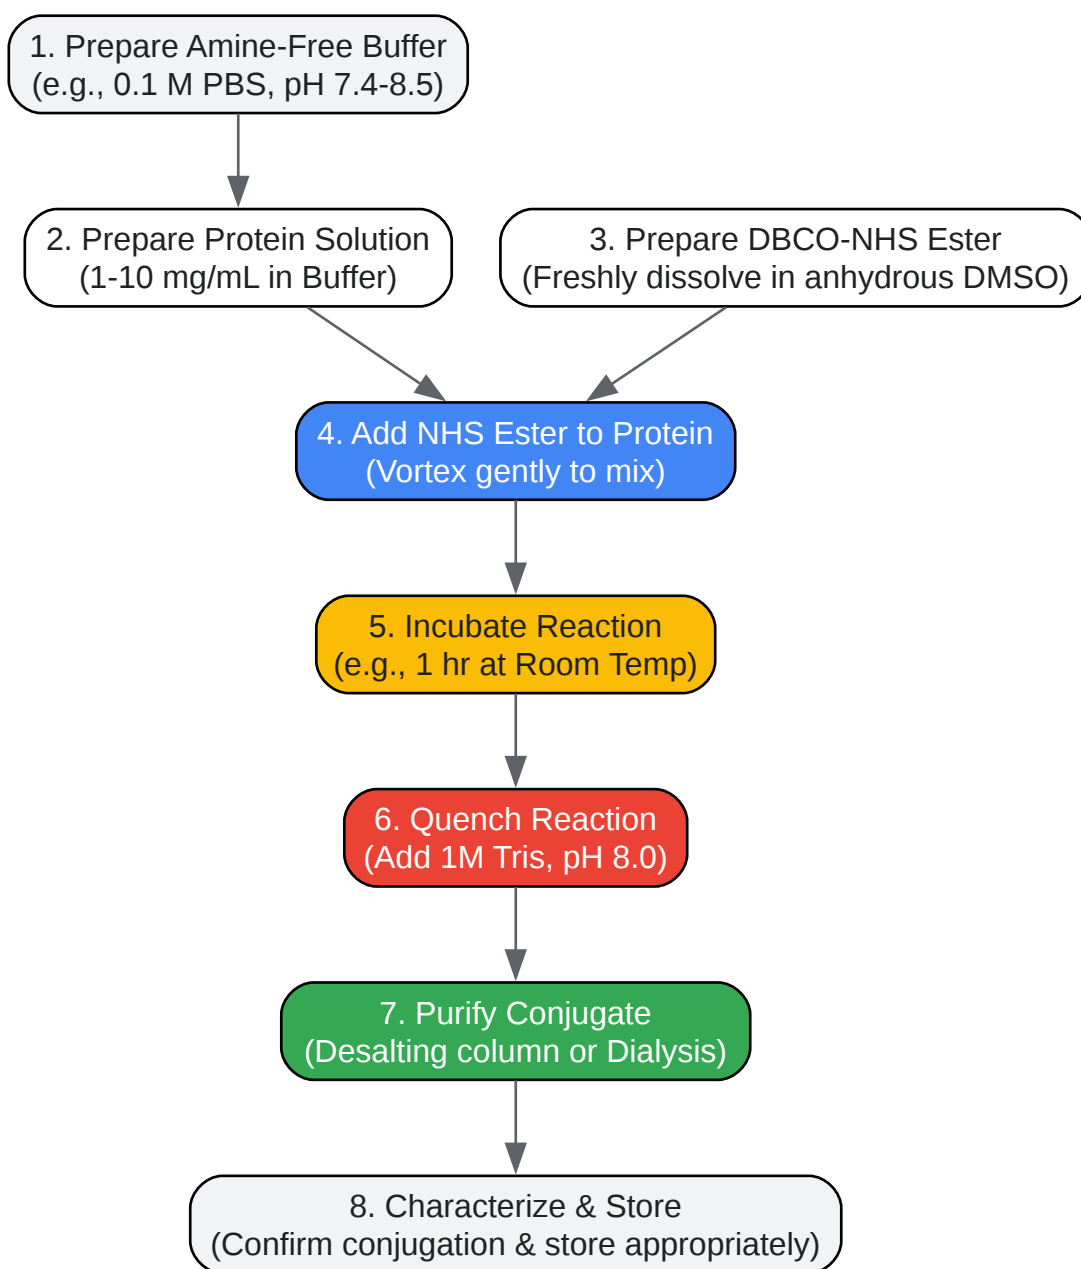 1. Prepare Amine-Free Buffer
(e.g., 0.1 M PBS, pH 7.4-8.5)
2. Prepare Protein Solution
(1-10 mg/mL in Buffer)
3. Prepare DBCO-NHS Ester
(Freshly dissolve in anhydrous DMSO)
4. Add NHS Ester to Protein
(Vortex gently to mix)
5. Incubate Reaction
(e.g., 1 hr at Room Temp)
6. Quench Reaction
(Add 1M Tris, pH 8.0)
7. Purify Conjugate
(Desalting column or Dialysis)
8. Characterize & Store
(Confirm conjugation & store appropriately)